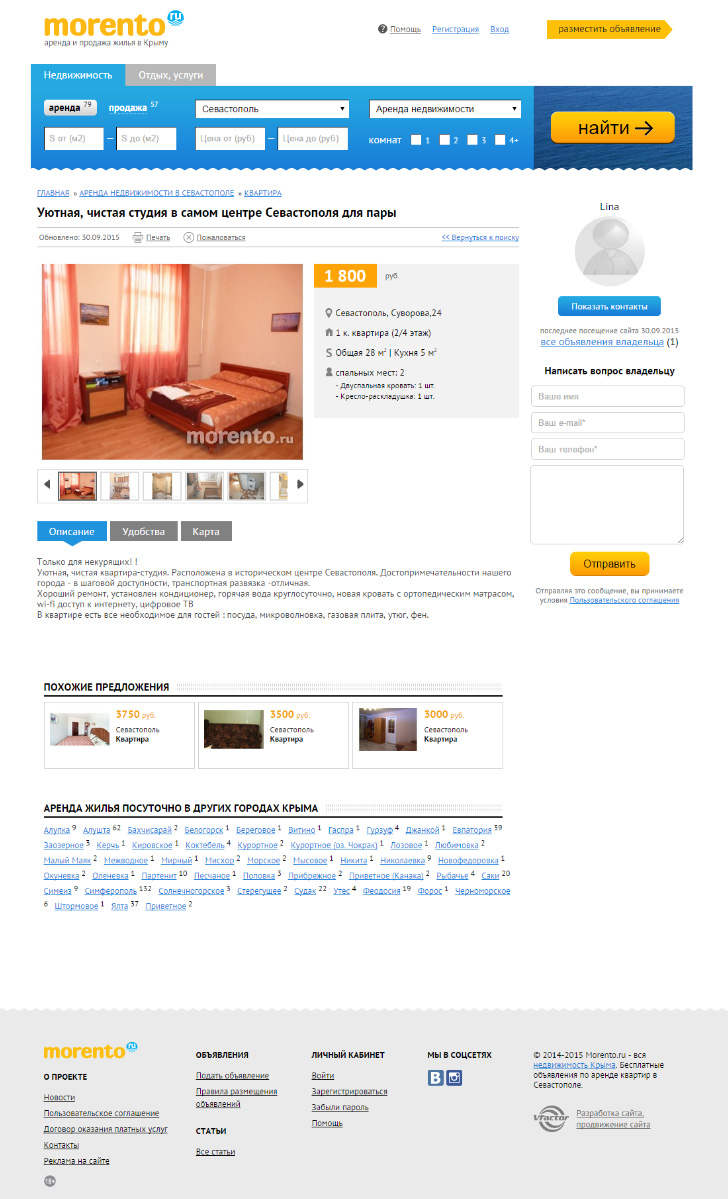 morento ru
аренда и продажа жилья в Крыму
Помощь Регистрация Вход
разместить объявление
Недвижимость Отдых, услуги
аренда 79 продажа 57
Севастополь
Аренда недвижимости
S от (м2) — S до (м2)
Цена от (руб) — Цена до (руб)
комнат 1 2 3 4+
найти
ГЛАВНАЯ » АРЕНДА НЕДВИЖИМОСТИ В СЕВАСТОПОЛЕ » КВАРТИРА
Уютная, чистая студия в самом центре Севастополя для пары
Обновлено: 30.09.2015 Печать Пожаловаться << Вернуться к поиску
1 800 руб.
Севастополь, Суворова,24
1 к. квартира (2/4 этаж)
Общая 28 м² | Кухня 5 м²
спальных мест: 2
- Двуспальная кровать: 1 шт.
- Кресло-раскладушка: 1 шт.
morento.ru
Lina
Показать контакты
последнее посещение сайта 30.09.2015
все объявления владельца (1)
Написать вопрос владельцу
Ваше имя
Ваш e-mail*
Ваш телефон*
Отправить
Отправляя это сообщение, вы принимаете
условия Пользовательского соглашения
Описание Удобства Карта
Только для некурящих! !
Уютная, чистая квартира-студия. Расположена в историческом центре Севастополя. Достопримечательности нашего
города - в шаговой доступности, транспортная развязка -отличная.
Хороший ремонт, установлен кондиционер, горячая вода круглосуточно, новая кровать с ортопедическим матрасом,
wi-fi доступ к интернету, цифровое ТВ
В квартире есть все необходимое для гостей : посуда, микроволновка, газовая плита, утюг, фен.
ПОХОЖИЕ ПРЕДЛОЖЕНИЯ
3750 руб.
Севастополь
Квартира
3500 руб.
Севастополь
Квартира
3000 руб.
Севастополь
Квартира
АРЕНДА ЖИЛЬЯ ПОСУТОЧНО В ДРУГИХ ГОРОДАХ КРЫМА
Алупка 9 Алушта 62 Бахчисарай 2 Белогорск 1 Береговое 1 Витино 1 Гаспра 1 Гурзуф 4 Джанкой 1 Евпатория 39
Заозерное 3 Керчь 1 Кировское 1 Коктебель 4 Курортное 2 Курортное (оз. Чокрак) 1 Лозовое 1 Любимовка 2
Малый Маяк 2 Межводное 1 Мирный 1 Мисхор 2 Морское 2 Мысовое 1 Никита 1 Николаевка 9 Новофедоровка 1
Окуневка 2 Оленевка 1 Партенит 10 Песчаное 1 Поповка 3 Прибрежное 2 Приветное (Канака) 2 Рыбачье 4 Саки 20
Симеиз 9 Симферополь 132 Солнечногорское 3 Стерегущее 2 Судак 22 Утес 4 Феодосия 19 Форос 1 Черноморское
6 Штормовое 1 Ялта 37 Приветное 2
morento ru
О ПРОЕКТЕ
Новости
Пользовательское соглашение
Договор оказания платных услуг
Контакты
Реклама на сайте
18+
ОБЪЯВЛЕНИЯ
Подать объявление
Правила размещения
объявлений
СТАТЬИ
Все статьи
ЛИЧНЫЙ КАБИНЕТ
Войти
Зарегистрироваться
Забыли пароль
Помощь
МЫ В СОЦСЕТЯХ
© 2014-2015 Morento.ru - вся
недвижимость Крыма. Бесплатные
объявления по аренде квартир в
Севастополе.
Vfactor
Разработка сайта,
продвижение сайта